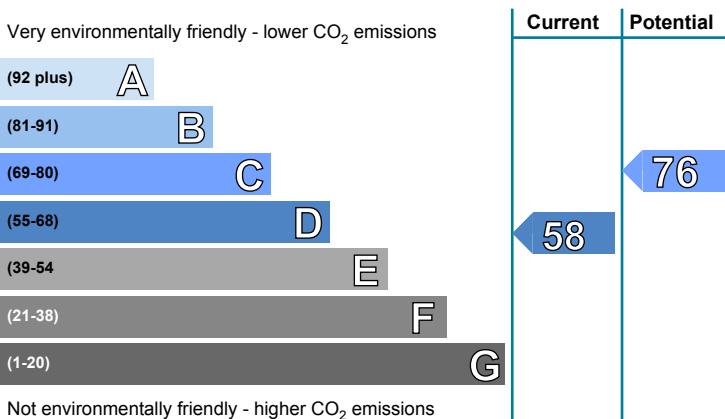 Very environmentally friendly - lower CO2 emissions
Current
Potential
(92 plus) A
(81-91) B
(69-80) C
76
(55-68) D
58
(39-54 E
(21-38) F
(1-20) G
Not environmentally friendly - higher CO2 emissions